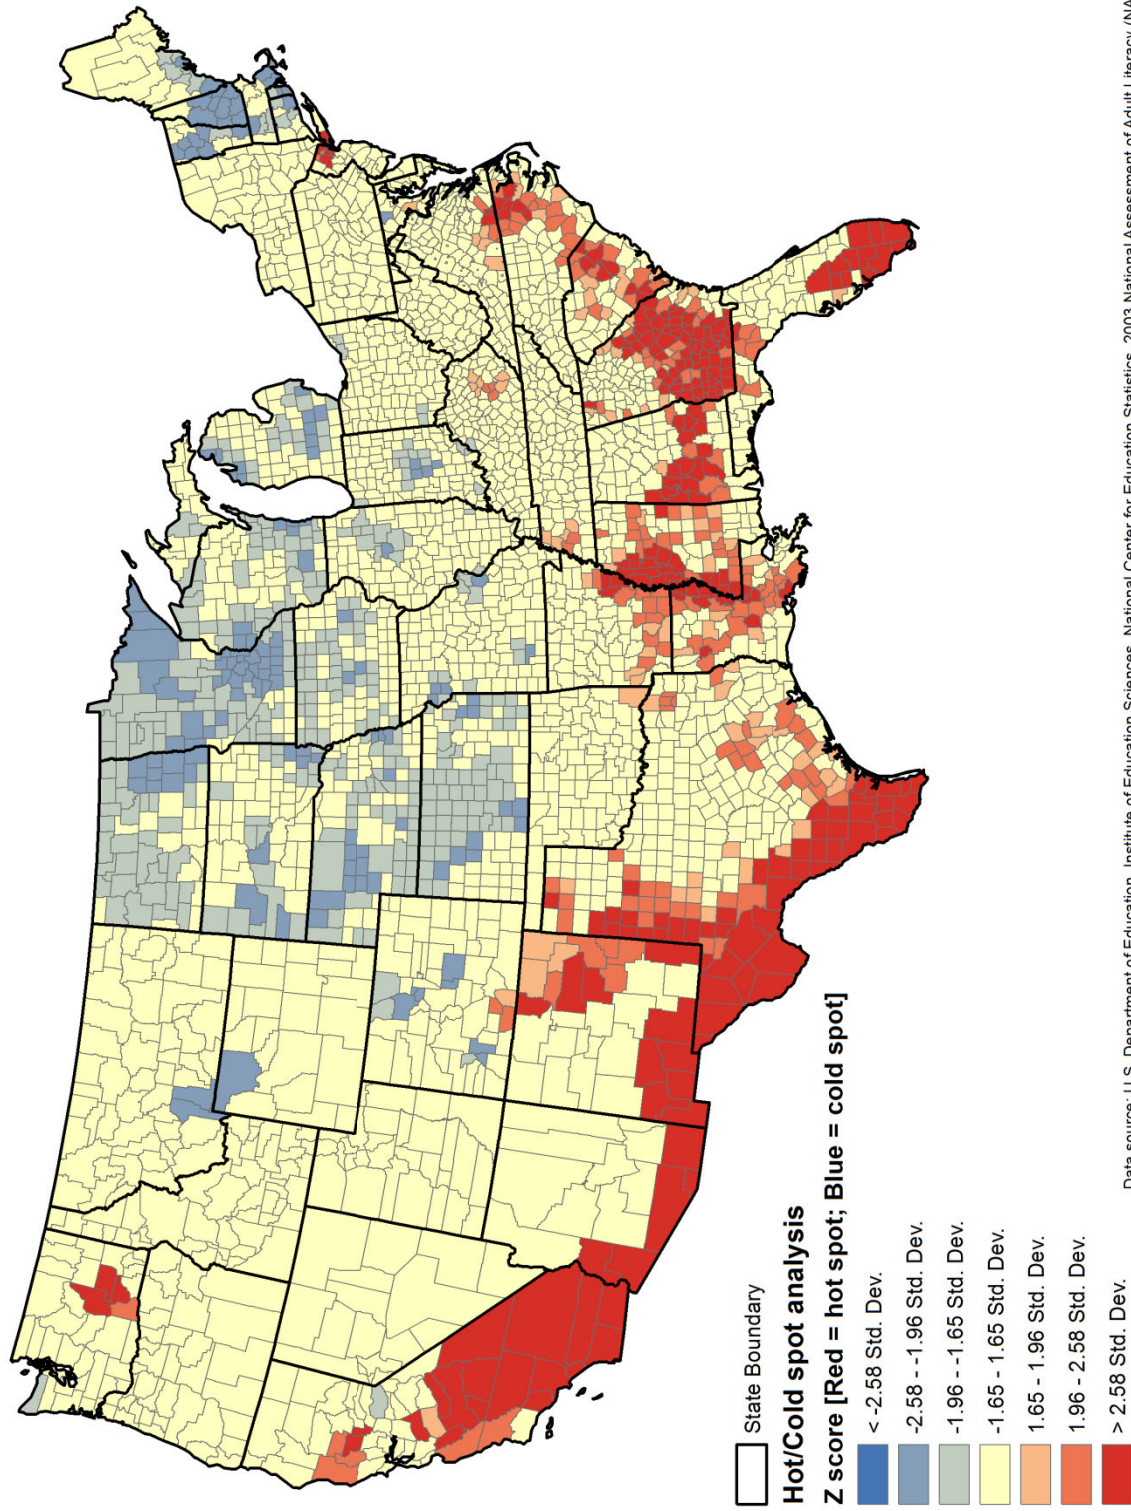 State Boundary
Hot/Cold spot analysis
Z score [Red = hot spot; Blue = cold spot]
< -2.58 Std. Dev.
-2.58 - -1.96 Std. Dev.
-1.96 - -1.65 Std. Dev.
-1.65 - 1.65 Std. Dev.
1.65 - 1.96 Std. Dev.
1.96 - 2.58 Std. Dev.
> 2.58 Std. Dev.
Data source: U.S. Department of Education, Institute of Education Sciences, National Center for Education Statistics, 2003 National Assessment of Adult Literacy (NA